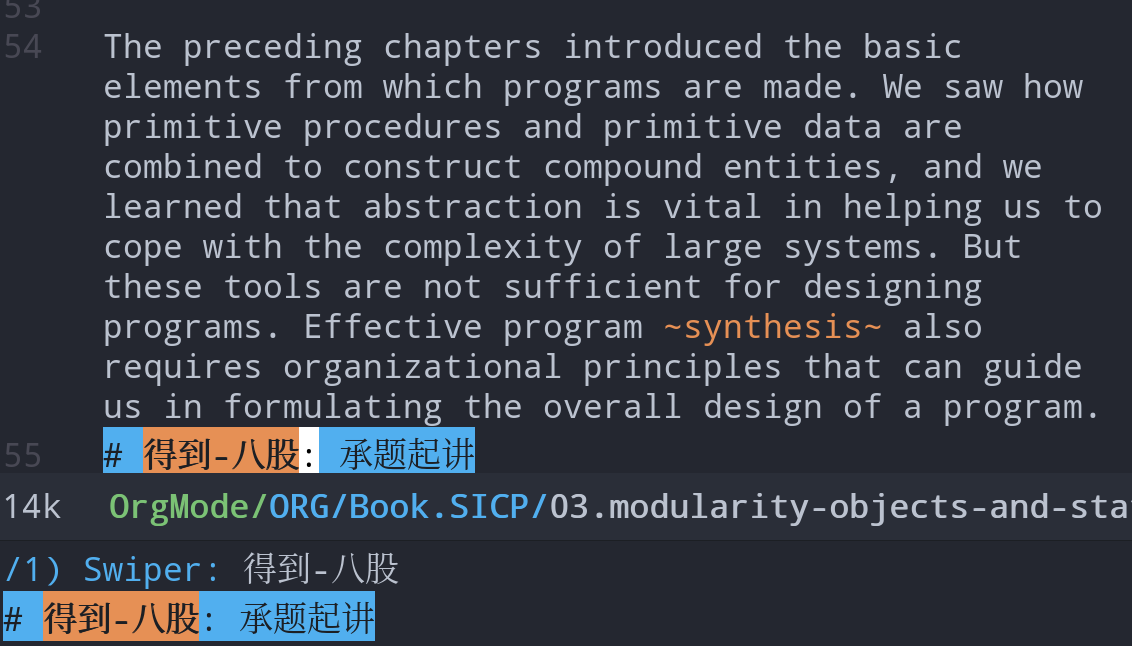 53
54 The preceding chapters introduced the basic
elements from which programs are made. We saw how
primitive procedures and primitive data are
combined to construct compound entities, and we
learned that abstraction is vital in helping us to
cope with the complexity of large systems. But
these tools are not sufficient for designing
programs. Effective program ~synthesis~ also
requires organizational principles that can guide
us in formulating the overall design of a program.
55 # 得到-八股: 承题起讲
14k OrgMode/ORG/Book.SICP/03.modularity-objects-and-sta
/1) Swiper: 得到-八股
# 得到-八股: 承题起讲